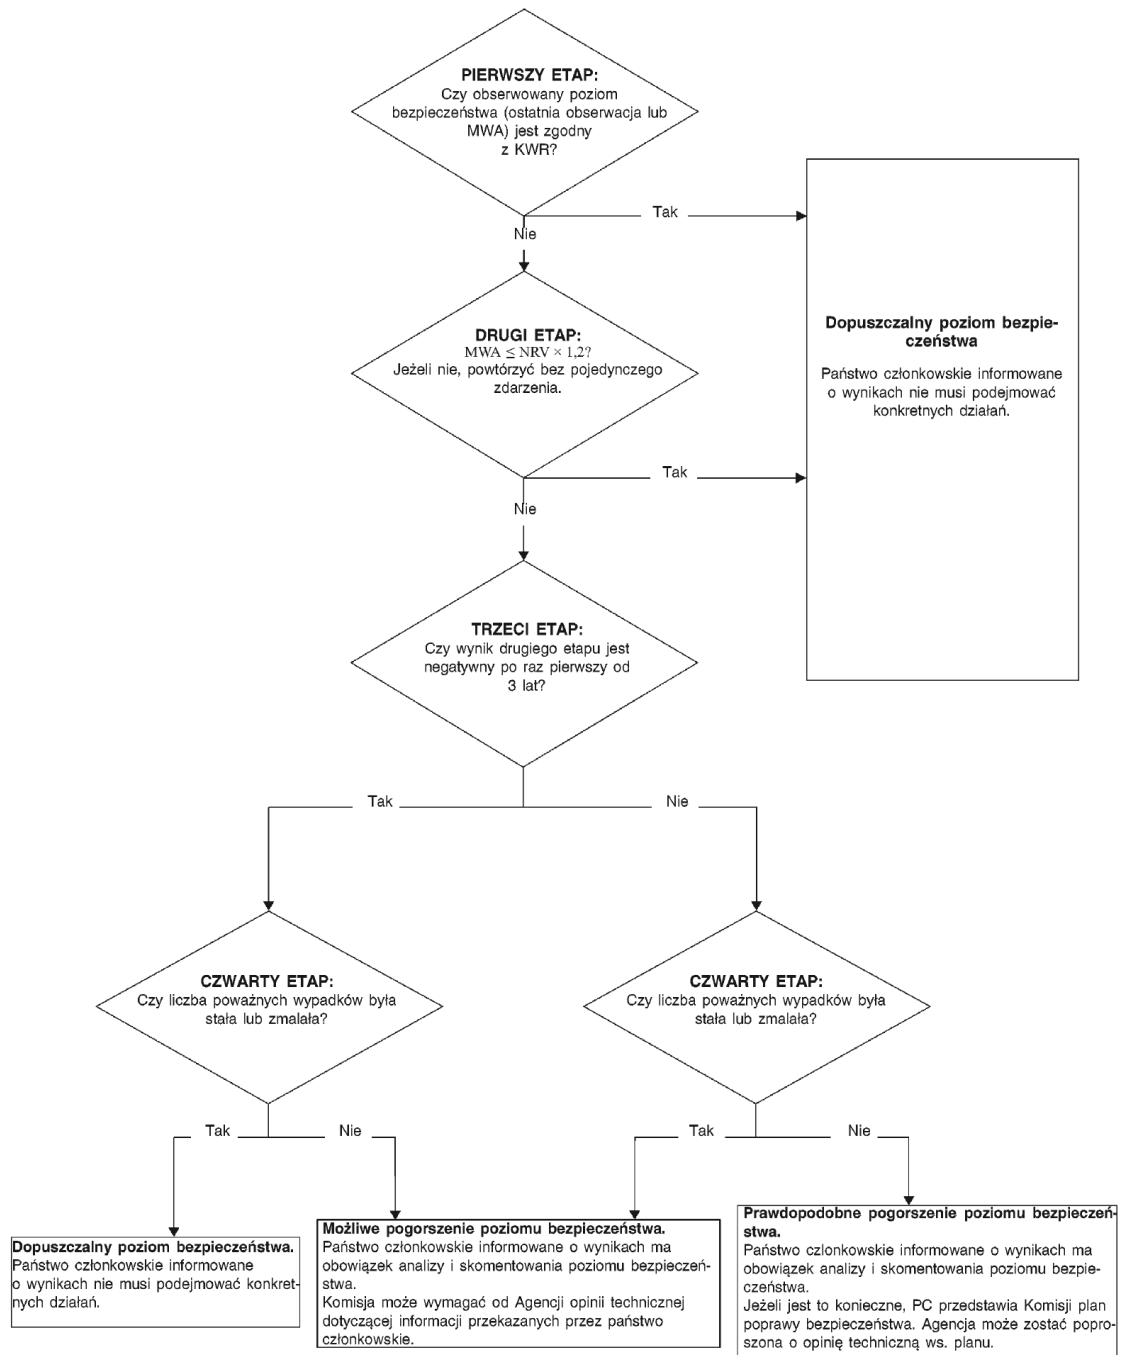 PIERWSZY ETAP:
Czy obserwowany poziom
bezpieczeństwa (ostatnia obserwacja lub
MWA) jest zgodny
z KWR?
Tak
Nie
DRUGI ETAP:
MWA ≤ NRV × 1,2?
Jeżeli nie, powtórzyć bez pojedynczego
zdarzenia.
Dopuszczalny poziom bezpie-
czeństwa
Państwo członkowskie informowane
o wynikach nie musi podejmować
konkretnych działań.
Tak
Nie
TRZECI ETAP:
Czy wynik drugiego etapu jest
negatywny po raz pierwszy od
3 lat?
Tak
Nie
CZWARTY ETAP:
Czy liczba poważnych wypadków była
stała lub zmalała?
CZWARTY ETAP:
Czy liczba poważnych wypadków była
stała lub zmalała?
Tak
Nie
Tak
Nie
Dopuszczalny poziom bezpieczeństwa.
Państwo członkowskie informowane
o wynikach nie musi podejmować konkret-
nych działań.
Możliwe pogorszenie poziomu bezpieczeństwa.
Państwo członkowskie informowane o wynikach ma
obowiązek analizy i skomentowania poziomu bezpieczeń-
stwa.
Komisja może wymagać od Agencji opinii technicznej
dotyczącej informacji przekazanych przez państwo
członkowskie.
Prawdopodobne pogorszenie poziomu bezpieczeń-
stwa.
Państwo czlonkowskie informowane o wynikach ma
obowiązek analizy i skomentowania poziomu bezpie-
czeństwa.
Jeżeli jest to konieczne, PC przedstawia Komisji plan
poprawy bezpieczeństwa. Agencja może zostać popro-
szona o opinię techniczną ws. planu.